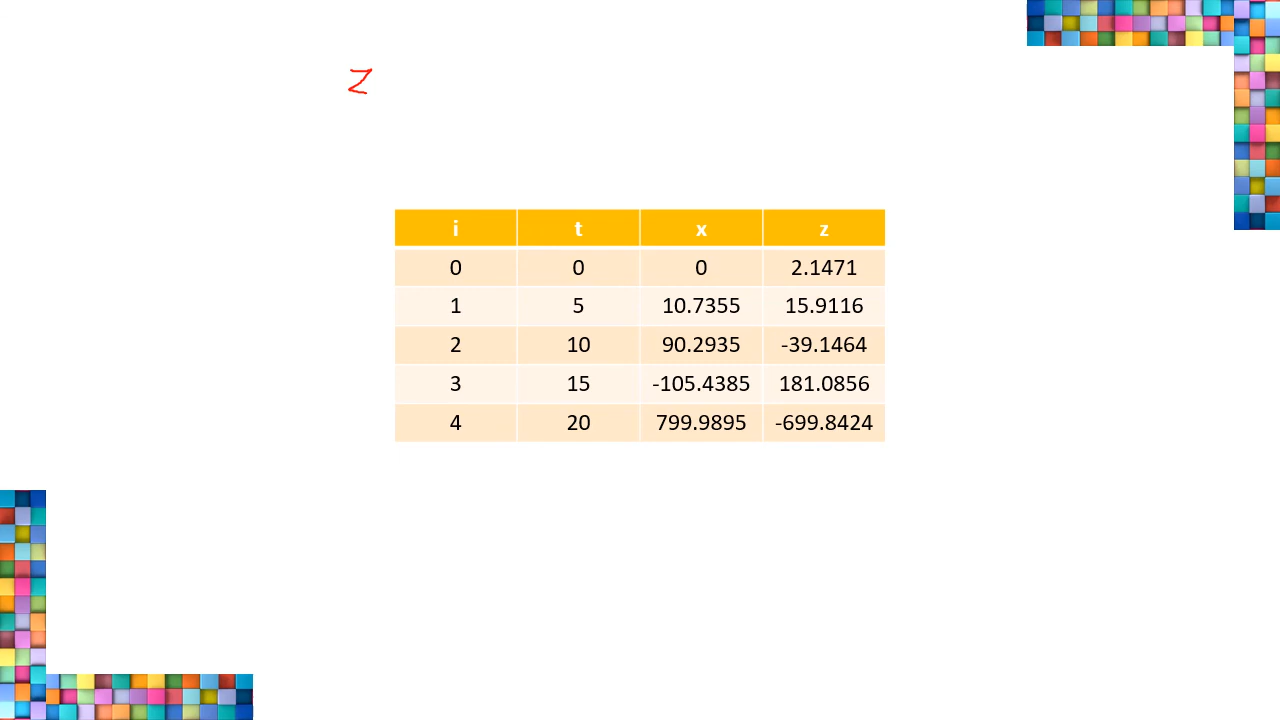 Z
i t x z
0 0 0 2.1471
1 5 10.7355 15.9116
2 10 90.2935 -39.1464
3 15 -105.4385 181.0856
4 20 799.9895 -699.8424